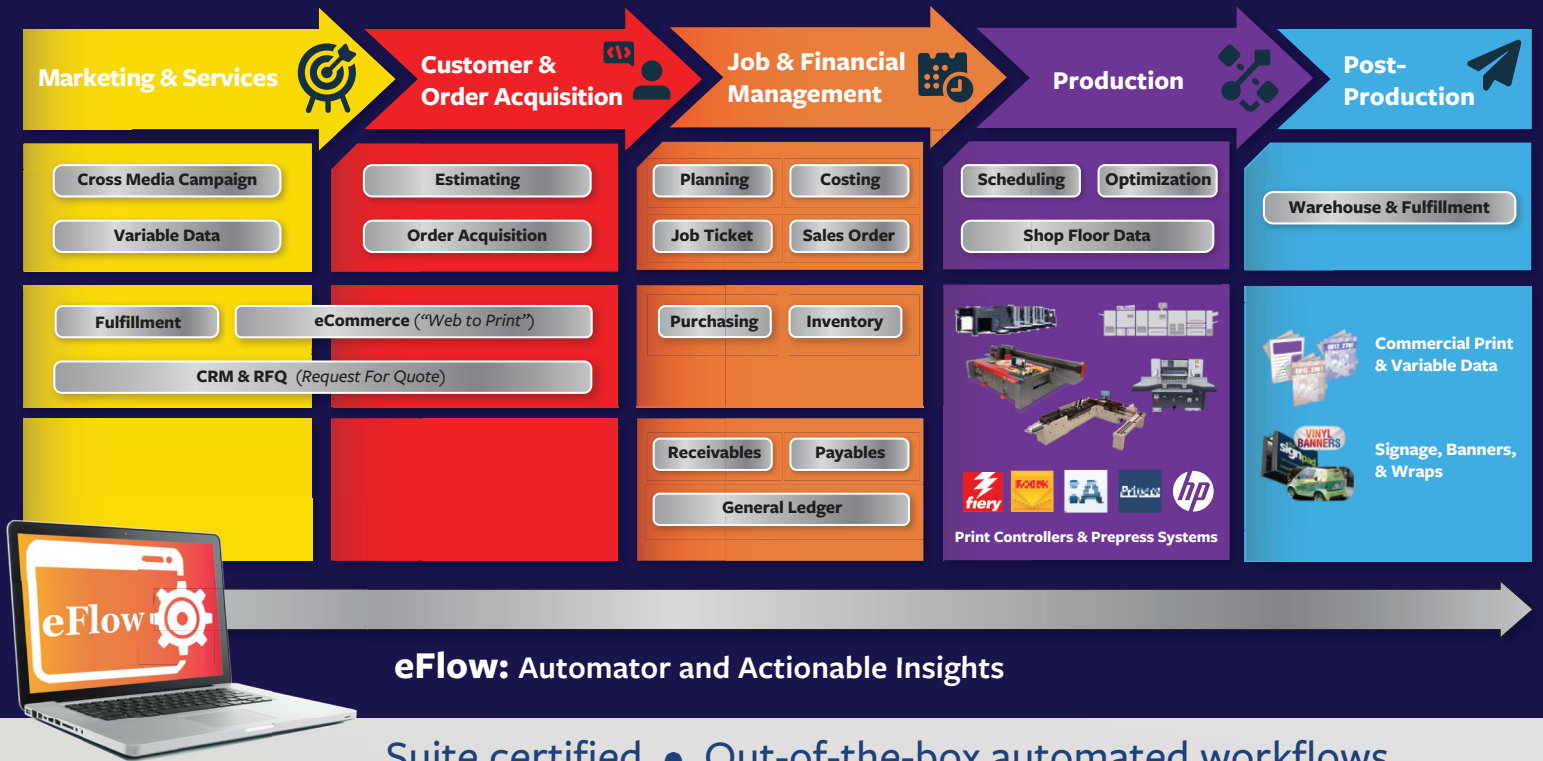 Marketing & Services
Customer &
Order Acquisition
Job & Financial
Management
Production
Post-
Production
Cross Media Campaign
Variable Data
Estimating
Order Acquisition
Planning
Costing
Job Ticket
Sales Order
Scheduling
Optimization
Shop Floor Data
Warehouse & Fulfillment
Fulfillment
eCommerce ("Web to Print")
CRM & RFQ (Request For Quote)
Purchasing
Inventory
Receivables
Payables
General Ledger
fiery
hp
Print Controllers & Prepress Systems
Commercial Print
& Variable Data
VINYL
BANNERS
Signage, Banners,
& Wraps
eFlow
eFlow: Automator and Actionable Insights
Suite certified • Out-of-the-box automated workflows